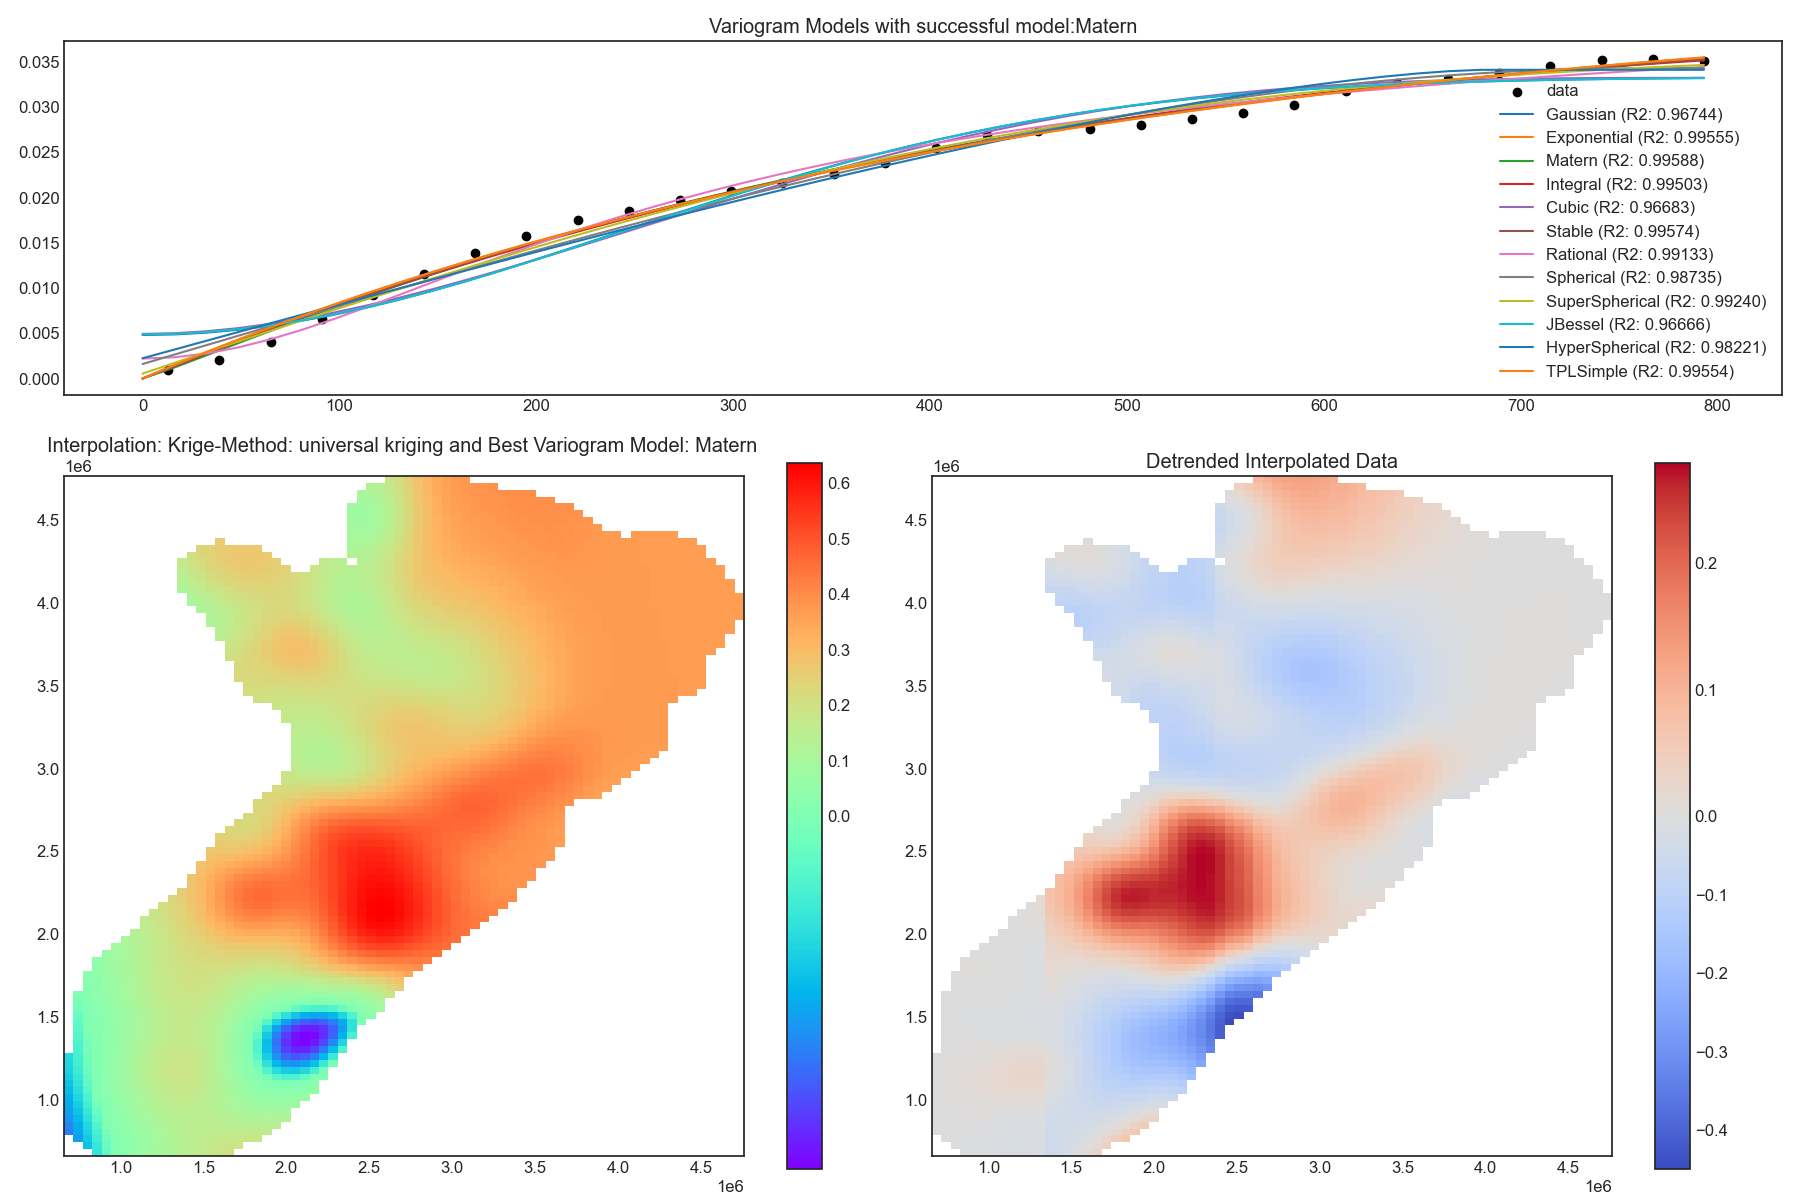 Variogram Models with successful model:Matern
0.035
0.030
0.025
0.020
0.015
0.010
0.005
0.000
data
Gaussian (R2: 0.96744)
Exponential (R2: 0.99555)
Matern (R2: 0.99588)
Integral (R2: 0.99503)
Cubic (R2: 0.96683)
Stable (R2: 0.99574)
Rational (R2: 0.99133)
Spherical (R2: 0.98735)
SuperSpherical (R2: 0.99240)
JBessel (R2: 0.96666)
HyperSpherical (R2: 0.98221)
TPLSimple (R2: 0.99554)
0 100 200 300 400 500 600 700 800
Interpolation: Krige-Method: universal kriging and Best Variogram Model: Matern
1e6
4.5
4.0
3.5
3.0
2.5
2.0
1.5
1.0
1.0 1.5 2.0 2.5 3.0 3.5 4.0 4.5
1e6
0.6
0.5
0.4
0.3
0.2
0.1
0.0
Detrended Interpolated Data
1e6
4.5
4.0
3.5
3.0
2.5
2.0
1.5
1.0
1.0 1.5 2.0 2.5 3.0 3.5 4.0 4.5
1e6
0.2
0.1
0.0
−0.1
−0.2
−0.3
−0.4